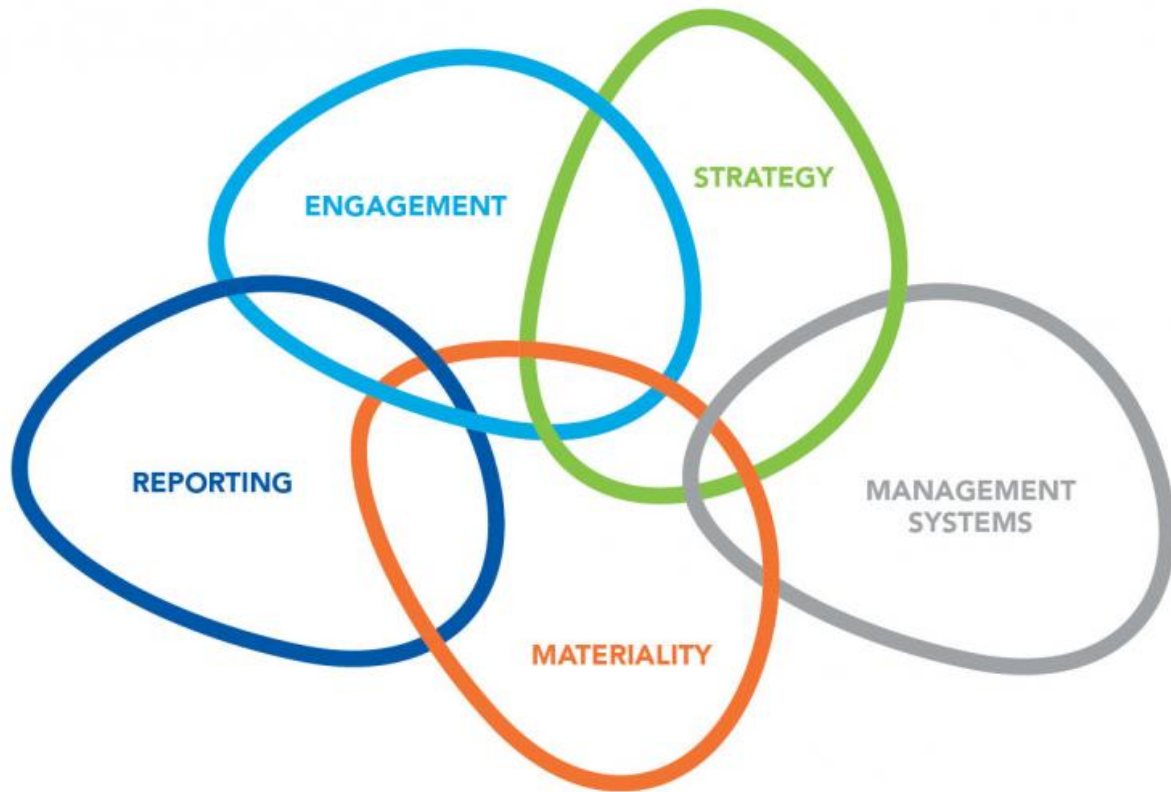 STRATEGY
ENGAGEMENT
REPORTING
MANAGEMENT
SYSTEMS
MATERIALITY